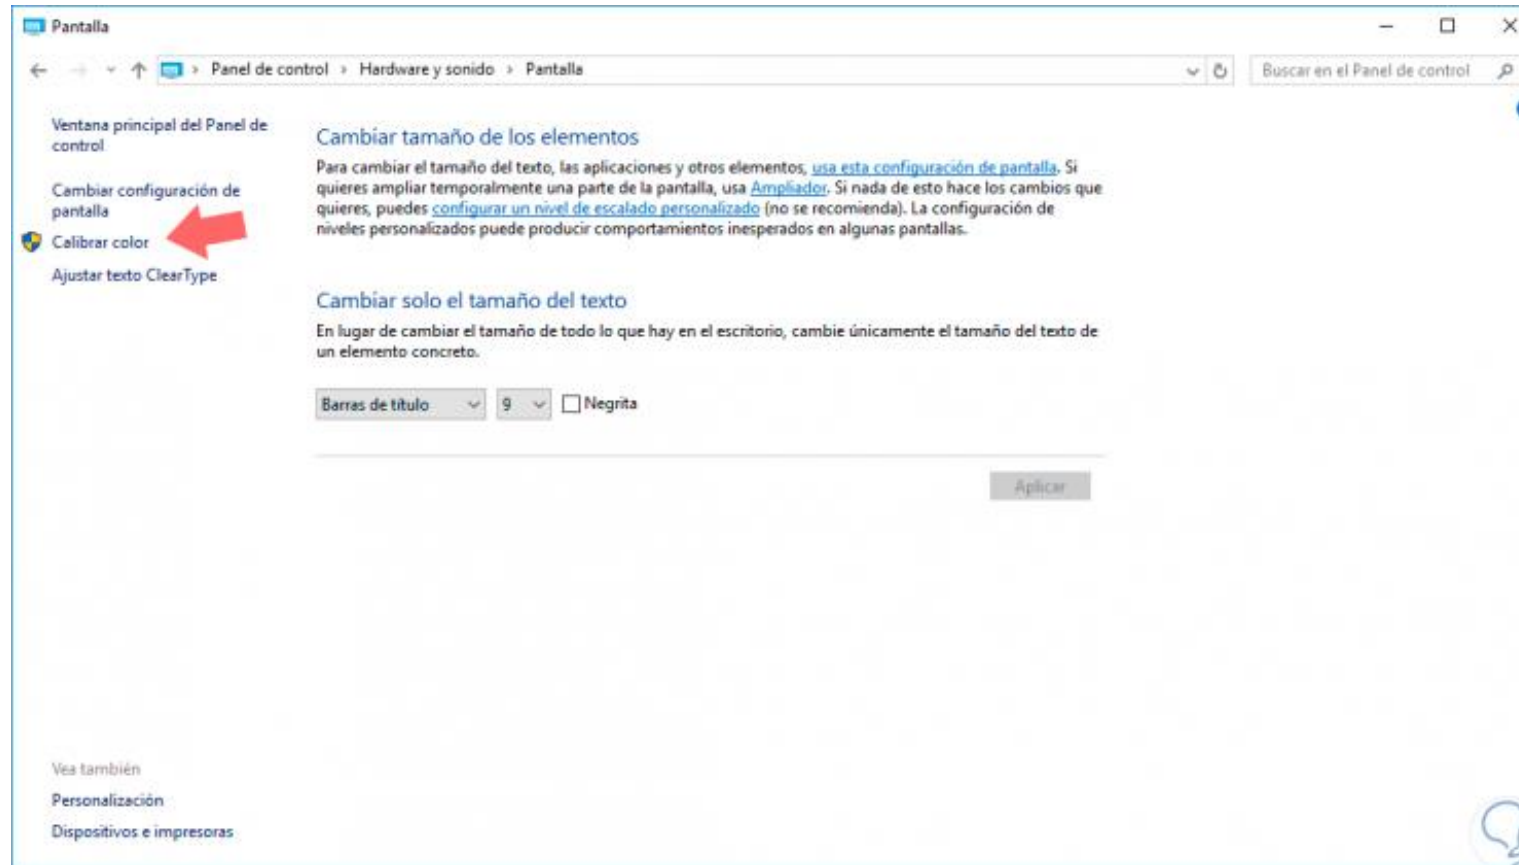 Pantalla
Panel de control › Hardware y sonido › Pantalla
Buscar en el Panel de control
Ventana principal del Panel de
control
Cambiar configuración de
pantalla
Calibrar color
Ajustar texto ClearType
Cambiar tamaño de los elementos
Para cambiar el tamaño del texto, las aplicaciones y otros elementos, usa esta configuración de pantalla. Si
quieres ampliar temporalmente una parte de la pantalla, usa Ampliador. Si nada de esto hace los cambios que
quieres, puedes configurar un nivel de escalado personalizado (no se recomienda). La configuración de
niveles personalizados puede producir comportamientos inesperados en algunas pantallas.
Cambiar solo el tamaño del texto
En lugar de cambiar el tamaño de todo lo que hay en el escritorio, cambie únicamente el tamaño del texto de
un elemento concreto.
Barras de título 9 Negrita
Aplicar
Vea también
Personalización
Dispositivos e impresoras